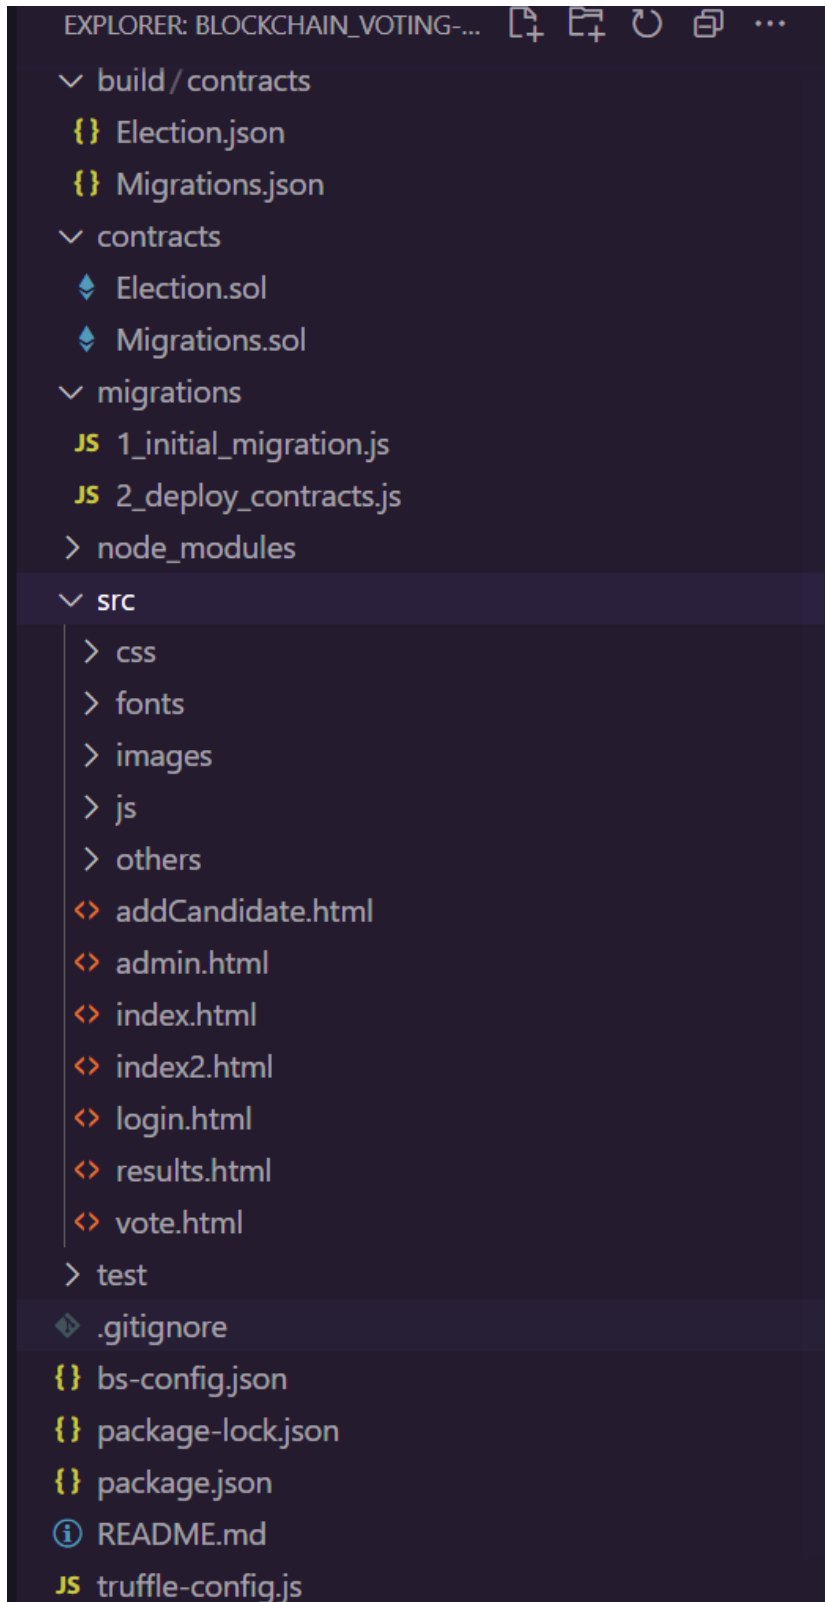 EXPLORER: BLOCKCHAIN_VOTING-...
build/contracts
{} Election.json
{} Migrations.json
contracts
Election.sol
Migrations.sol
migrations
JS 1_initial_migration.js
JS 2_deploy_contracts.js
node_modules
src
css
fonts
images
js
others
<> addCandidate.html
<> admin.html
<> index.html
<> index2.html
<> login.html
<> results.html
<> vote.html
test
.gitignore
{} bs-config.json
{} package-lock.json
{} package.json
README.md
JS truffle-config.js